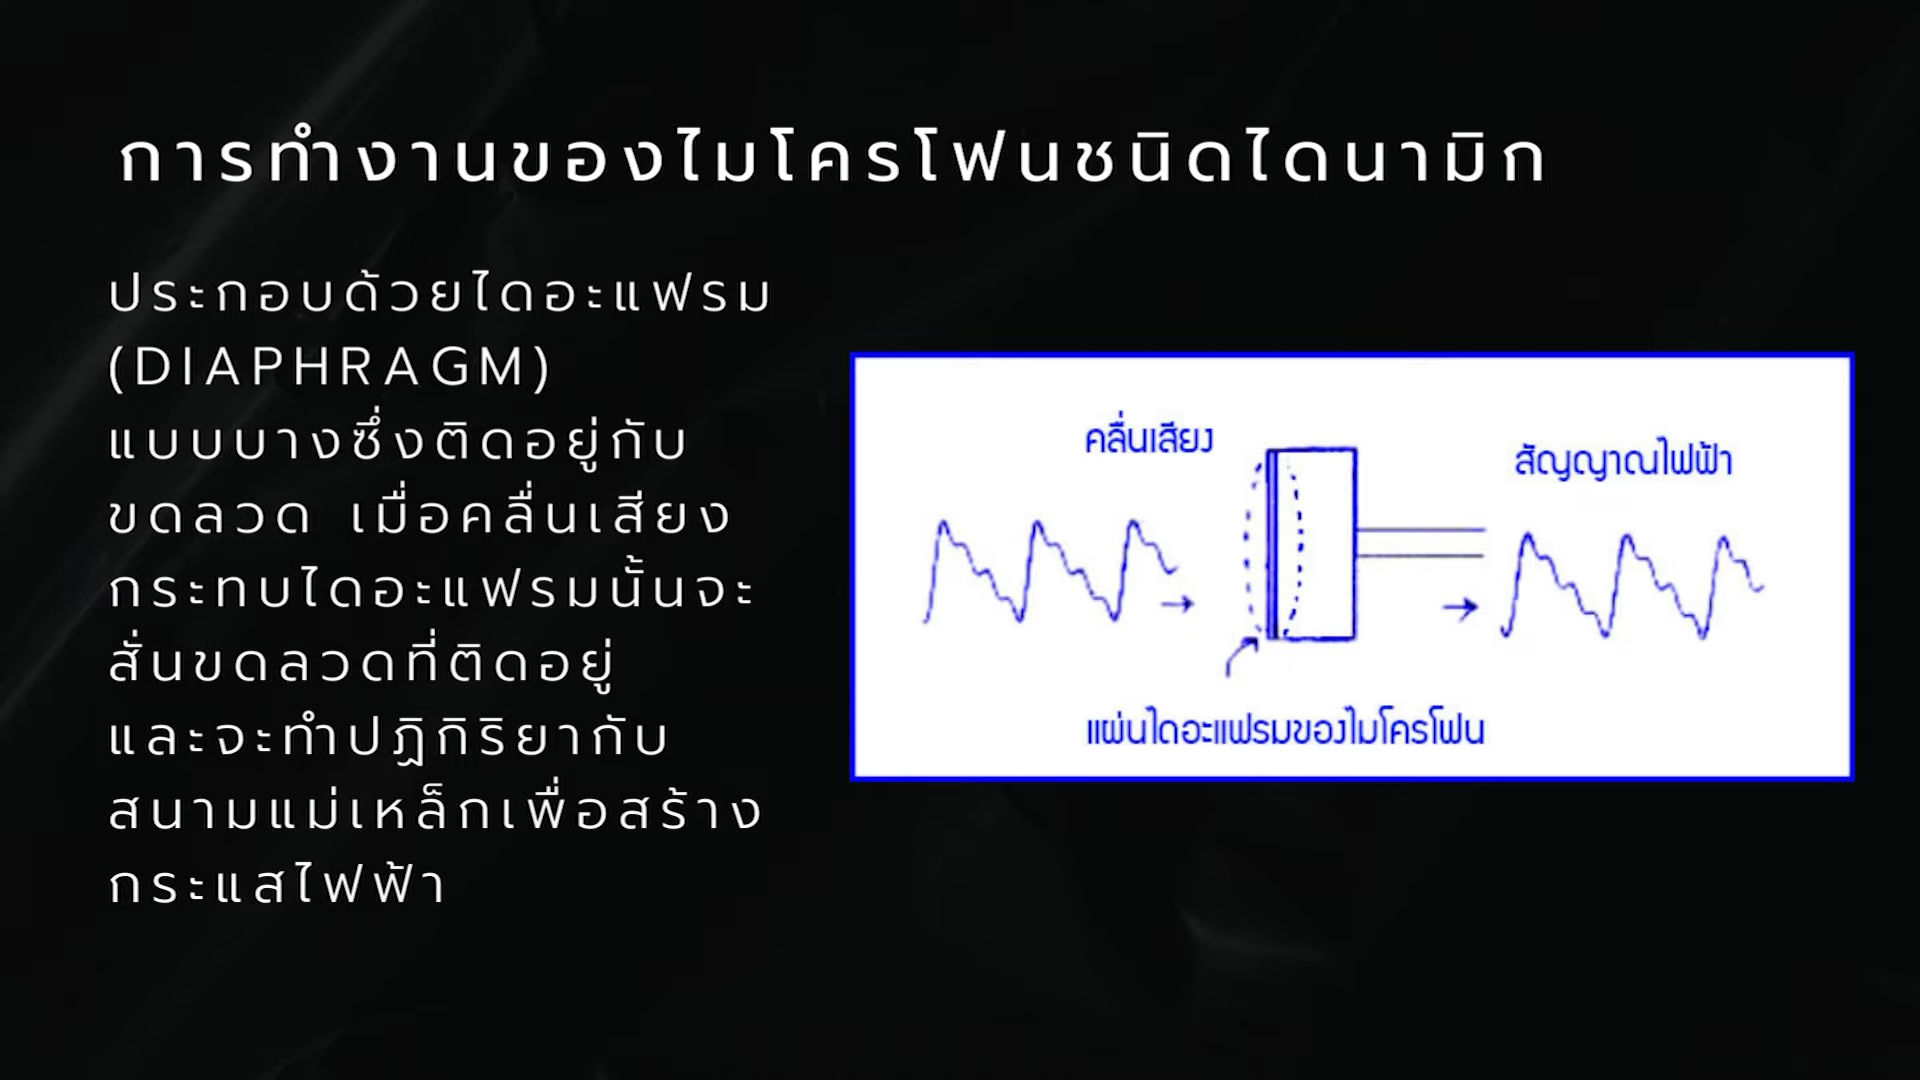 การทำงานของไมโครโฟนชนิดไดนามิก
ประกอบด้วยไดอะแฟรม
(DIAPHRAGM)
แบบบางซึ่งติดอยู่กับ
ขดลวด เมื่อคลื่นเสียง
กระทบไดอะแฟรมนั้นจะ
สั่นขดลวดที่ติดอยู่
และจะทำปฏิกิริยากับ
สนามแม่เหล็กเพื่อสร้าง
กระแสไฟฟ้า
คลื่นเสียง
สัญญาณไฟฟ้า
แผ่นไดอะแฟรมของไมโครโฟน